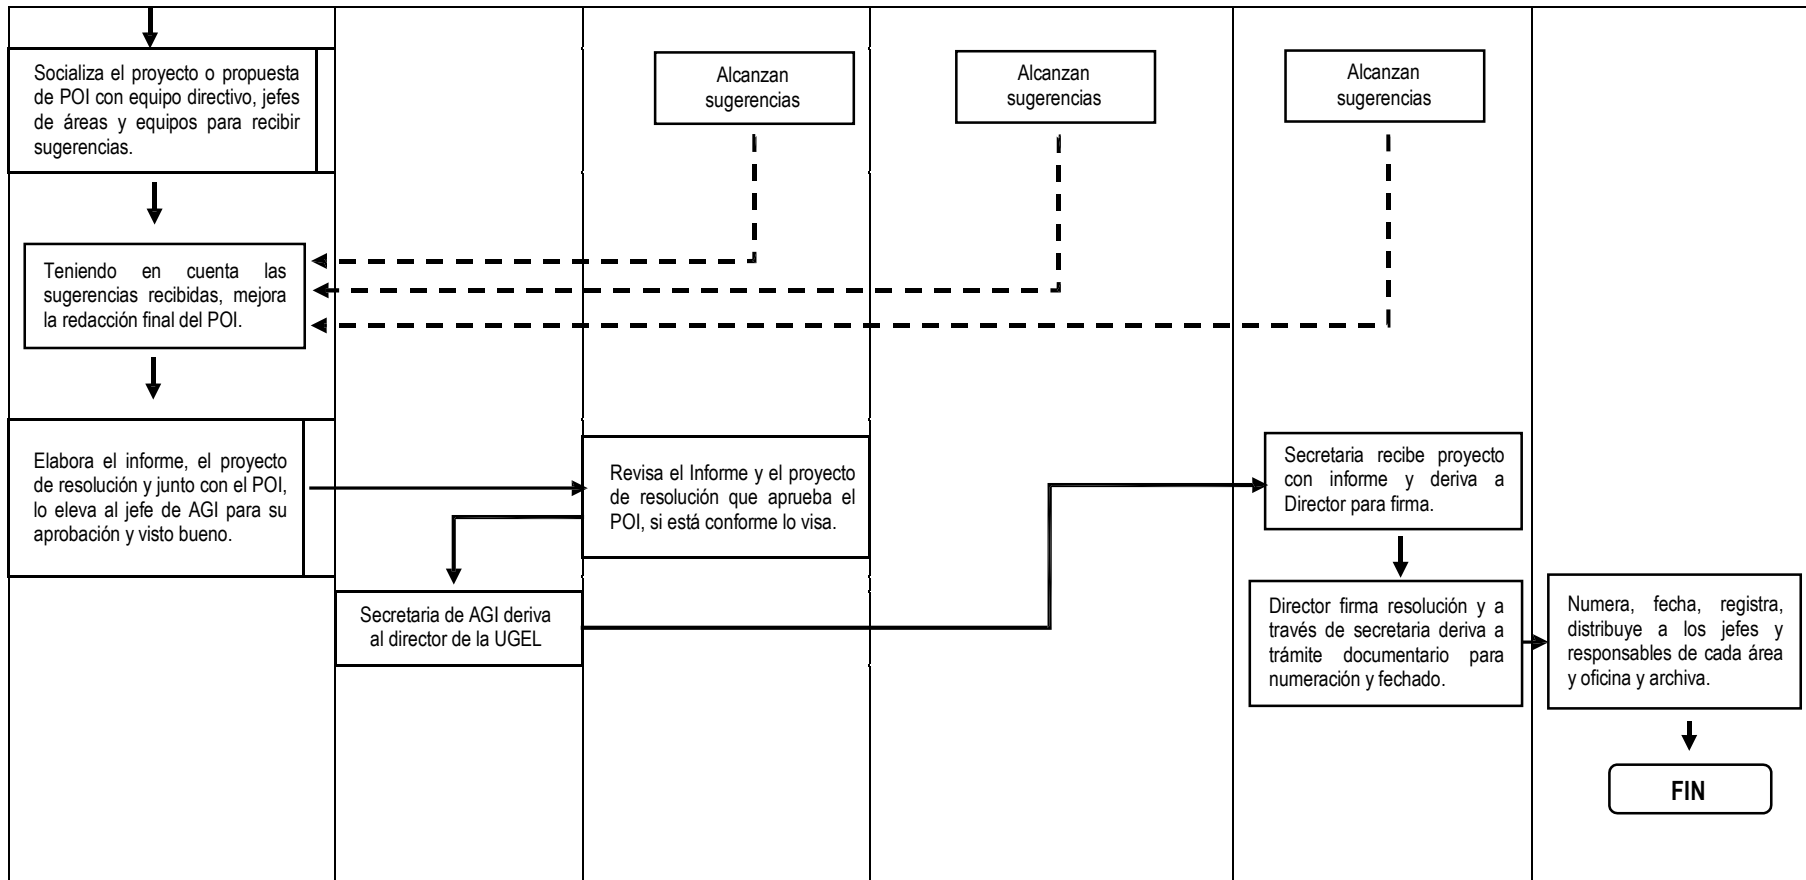 Socializa el proyecto o propuesta
de POI con equipo directivo, jefes
de áreas y equipos para recibir
sugerencias.
Alcanzan
sugerencias
Alcanzan
sugerencias
Alcanzan
sugerencias
Teniendo en cuenta las
sugerencias recibidas, mejora
la redacción final del POI.
Elabora el informe, el proyecto
de resolución y junto con el POI,
lo eleva al jefe de AGI para su
aprobación y visto bueno.
Revisa el Informe y el proyecto
de resolución que aprueba el
POI, si está conforme lo visa.
Secretaria recibe proyecto
con informe y deriva a
Director para firma.
Secretaria de AGI deriva
al director de la UGEL
Director firma resolución y a
través de secretaria deriva a
trámite documentario para
numeración y fechado.
Numera, fecha, registra,
distribuye a los jefes y
responsables de cada área
y oficina y archiva.
FIN